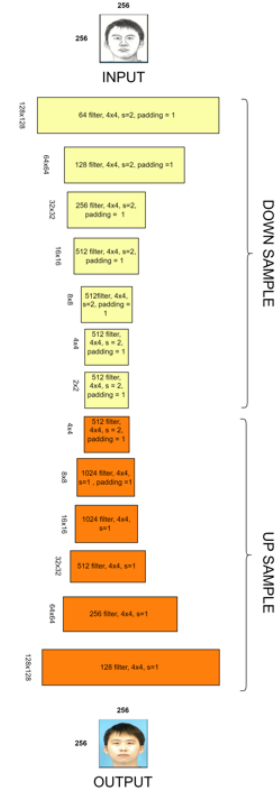 256
256
INPUT
128x128
64 filter, 4x4, s=2, padding = 1
64x64
128 filter, 4x4, s=2, padding =1
32x32
256 filter, 4x4, s=2,
padding = 1
16x16
512 filter, 4x4, s=2,
padding = 1
8x8
512filter, 4x4,
s=2, padding =
1
4x4
512 filter,
4x4, s = 2,
padding = 1
2x2
512 filter,
4x4, s = 2,
padding = 1
DOWN SAMPLE
4x4
512 filter,
4x4, s = 2,
padding = 1
8x8
1024 filter, 4x4,
s=1 , padding =1
16x16
1024 filter, 4x4,
s=1
32x32
512 filter, 4x4, s=1
64x64
256 filter, 4x4, s=1
128x128
128 filter, 4x4, s=1
UP SAMPLE
256
256
OUTPUT